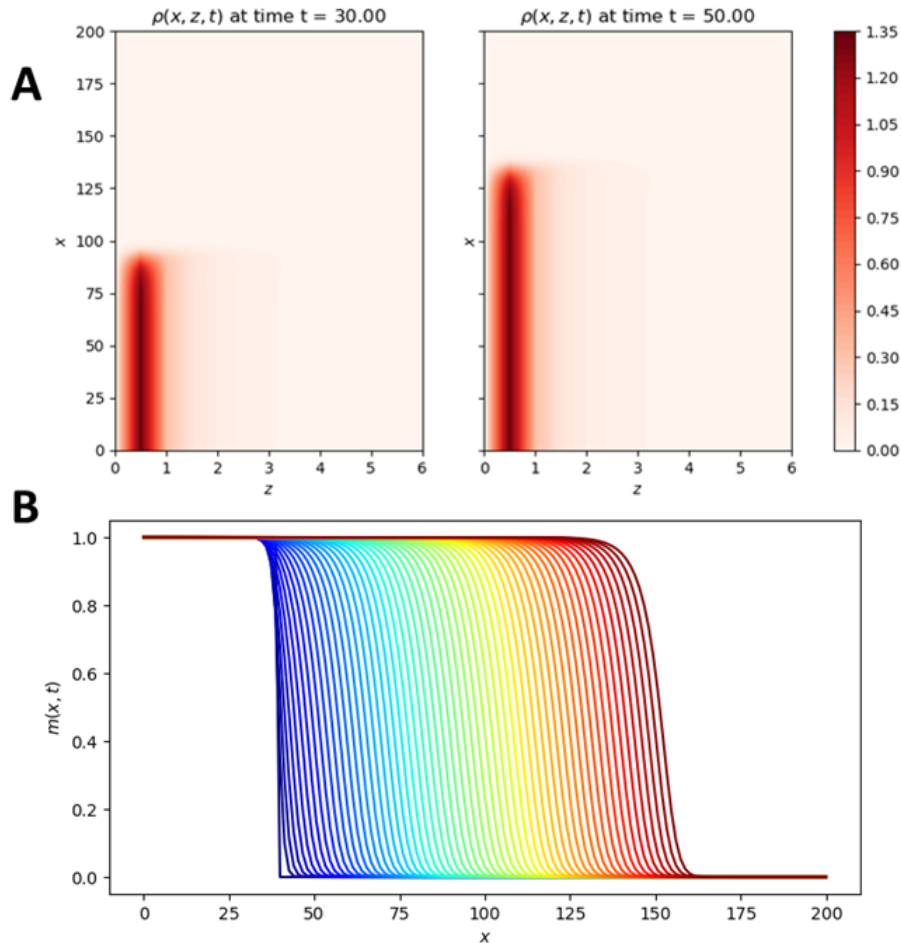 ρ(x, z, t) at time t = 30.00
ρ(x, z, t) at time t = 50.00
A
200
175
150
125
100
75
50
25
0
x
0 1 2 3 4 5 6
z
x
0 1 2 3 4 5 6
z
1.35
1.20
1.05
0.90
0.75
0.60
0.45
0.30
0.15
0.00
B
1.0
0.8
0.6
0.4
0.2
0.0
m(x, t)
0 25 50 75 100 125 150 175 200
x